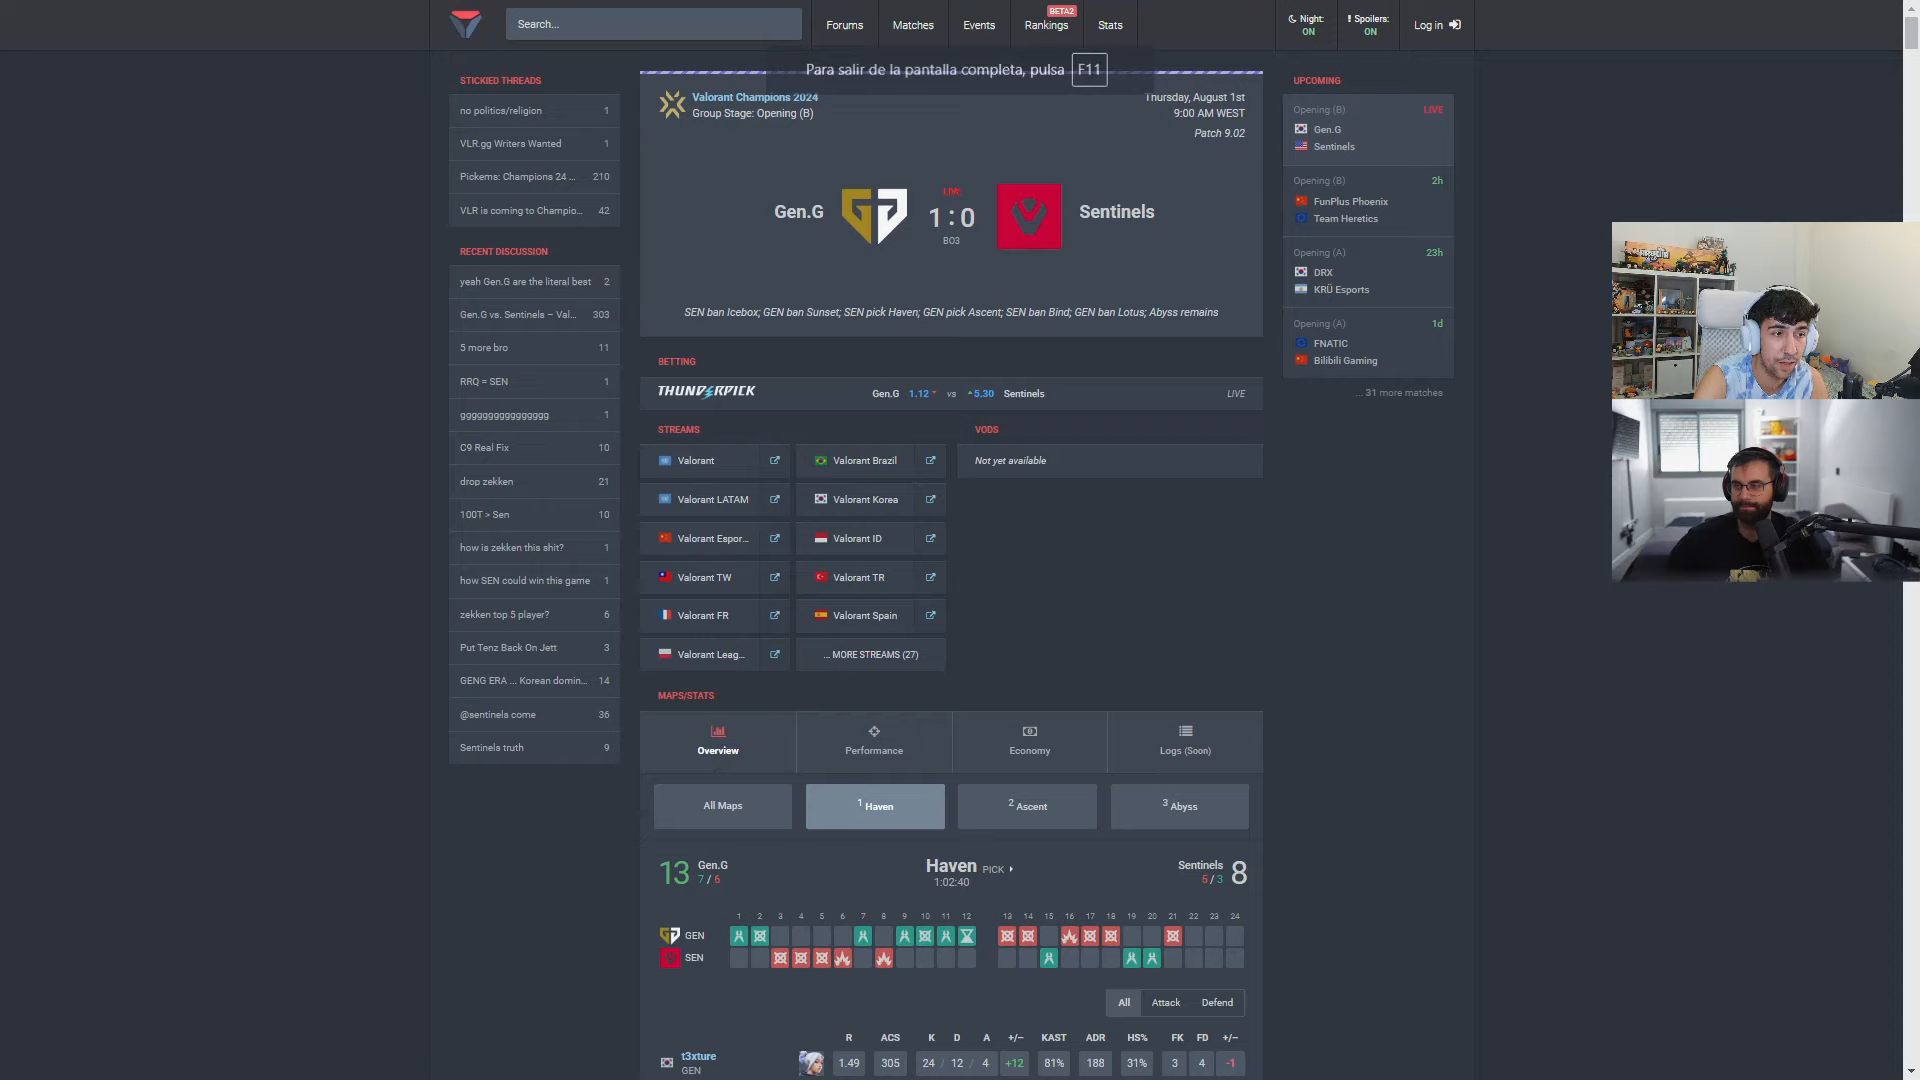 Search...
Forums
Matches
Events
Rankings
BETA2
Stats
Night:
ON
Spoilers:
ON
Log in
Para salir de la pantalla completa, pulsa F11
STICKIED THREADS
no politics/religion 1
VLR.gg Writers Wanted 1
Pickems: Champions 24 ... 210
VLR is coming to Champio... 42
RECENT DISCUSSION
yeah Gen.G are the literal best 2
Gen.G vs. Sentinels – Val... 303
5 more bro 11
RRQ = SEN 1
gggggggggggggggg 1
C9 Real Fix 10
drop zekken 21
100T > Sen 10
how is zekken this shit? 1
how SEN could win this game 1
zekken top 5 player? 6
Put Tenz Back On Jett 3
GENG ERA ... Korean domin... 14
@sentinels come 36
Sentinels truth 9
Valorant Champions 2024
Group Stage: Opening (B)
Thursday, August 1st
9:00 AM WEST
Patch 9.02
Gen.G
LIVE
1 : 0
BO3
Sentinels
SEN ban Icebox; GEN ban Sunset; SEN pick Haven; GEN pick Ascent; SEN ban Bind; GEN ban Lotus; Abyss remains
BETTING
THUNDERPICK
Gen.G 1.12 vs 5.30 Sentinels
LIVE
STREAMS
Valorant
Valorant Brazil
Valorant LATAM
Valorant Korea
Valorant Espor...
Valorant ID
Valorant TW
Valorant TR
Valorant FR
Valorant Spain
Valorant Leag...
... MORE STREAMS (27)
VODS
Not yet available
MAPS/STATS
Overview
Performance
Economy
Logs (Soon)
All Maps
1 Haven
2 Ascent
3 Abyss
13 Gen.G
7 / 6
Haven PICK
1:02:40
Sentinels 8
5 / 3
1 2 3 4 5 6 7 8 9 10 11 12 13 14 15 16 17 18 19 20 21 22 23 24
GEN
SEN
All Attack Defend
R ACS K D A +/– KAST ADR HS% FK FD +/–
t3xture
GEN
1.49 305 24 / 12 / 4 +12 81% 188 31% 3 4 -1
UPCOMING
Opening (B) LIVE
Gen.G
Sentinels
Opening (B) 2h
FunPlus Phoenix
Team Heretics
Opening (A) 23h
DRX
KRÜ Esports
Opening (A) 1d
FNATIC
Bilibili Gaming
... 31 more matches